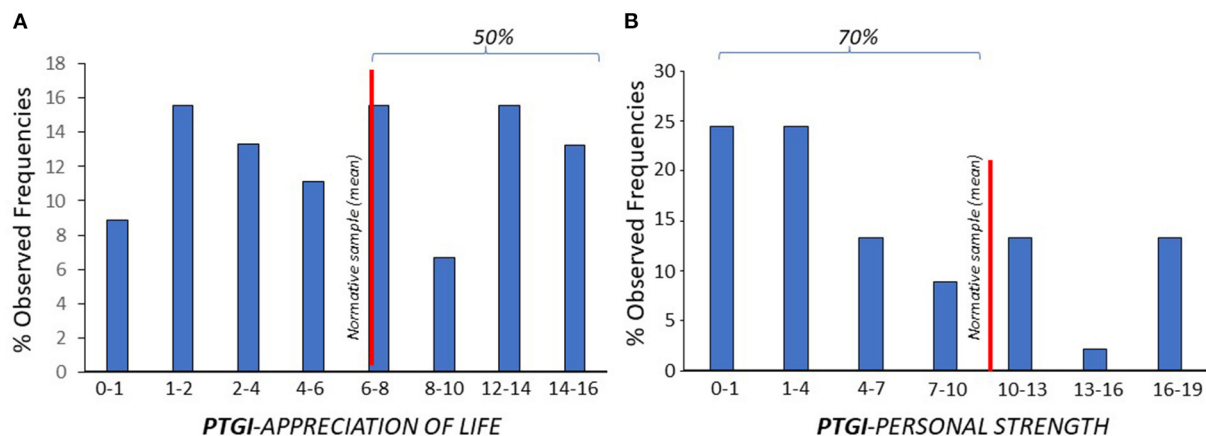 A
50%
% Observed Frequencies
18
16
14
12
10
8
6
4
2
0
Normative sample (mean)
0-1 1-2 2-4 4-6 6-8 8-10 12-14 14-16
PTGI-APPRECIATION OF LIFE
B
70%
% Observed Frequencies
30
25
20
15
10
5
0
Normative sample (mean)
0-1 1-4 4-7 7-10 10-13 13-16 16-19
PTGI-PERSONAL STRENGTH